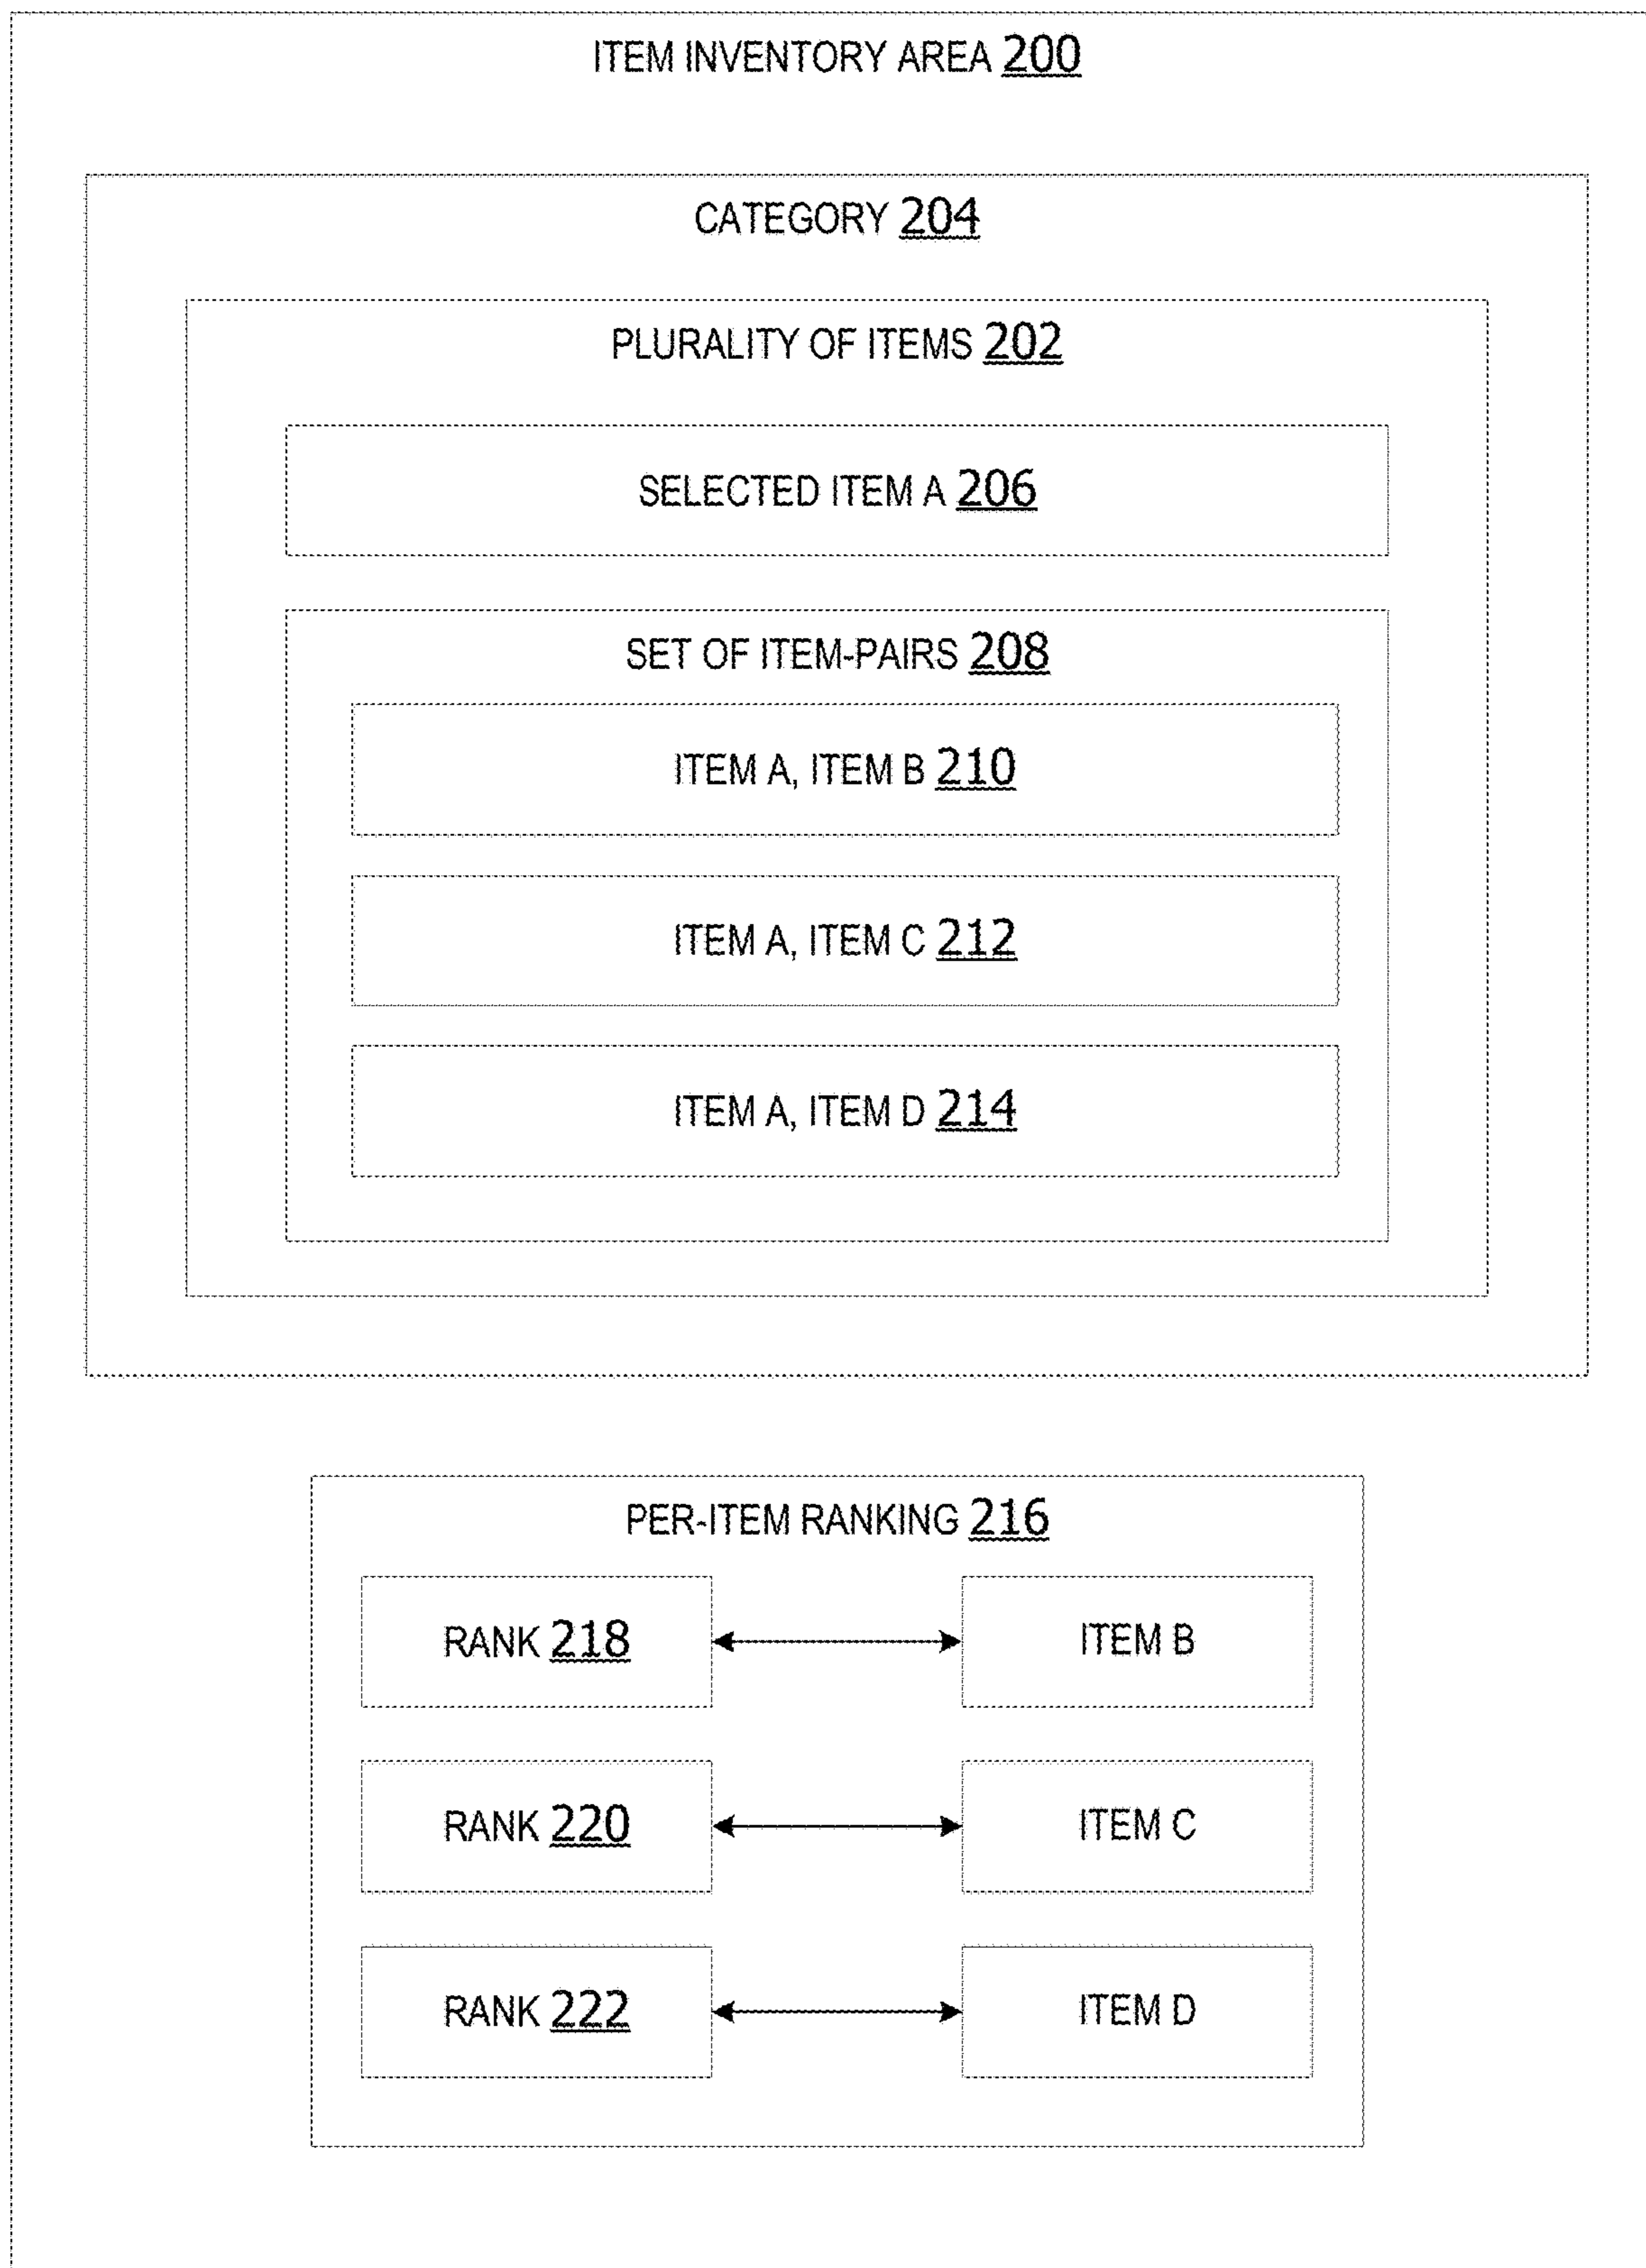 ITEM INVENTORY AREA 200
CATEGORY 204
PLURALITY OF ITEMS 202
SELECTED ITEM A 206
SET OF ITEM-PAIRS 208
ITEM A, ITEM B 210
ITEM A, ITEM C 212
ITEM A, ITEM D 214
PER-ITEM RANKING 216
RANK 218
ITEM B
RANK 220
ITEM C
RANK 222
ITEM D